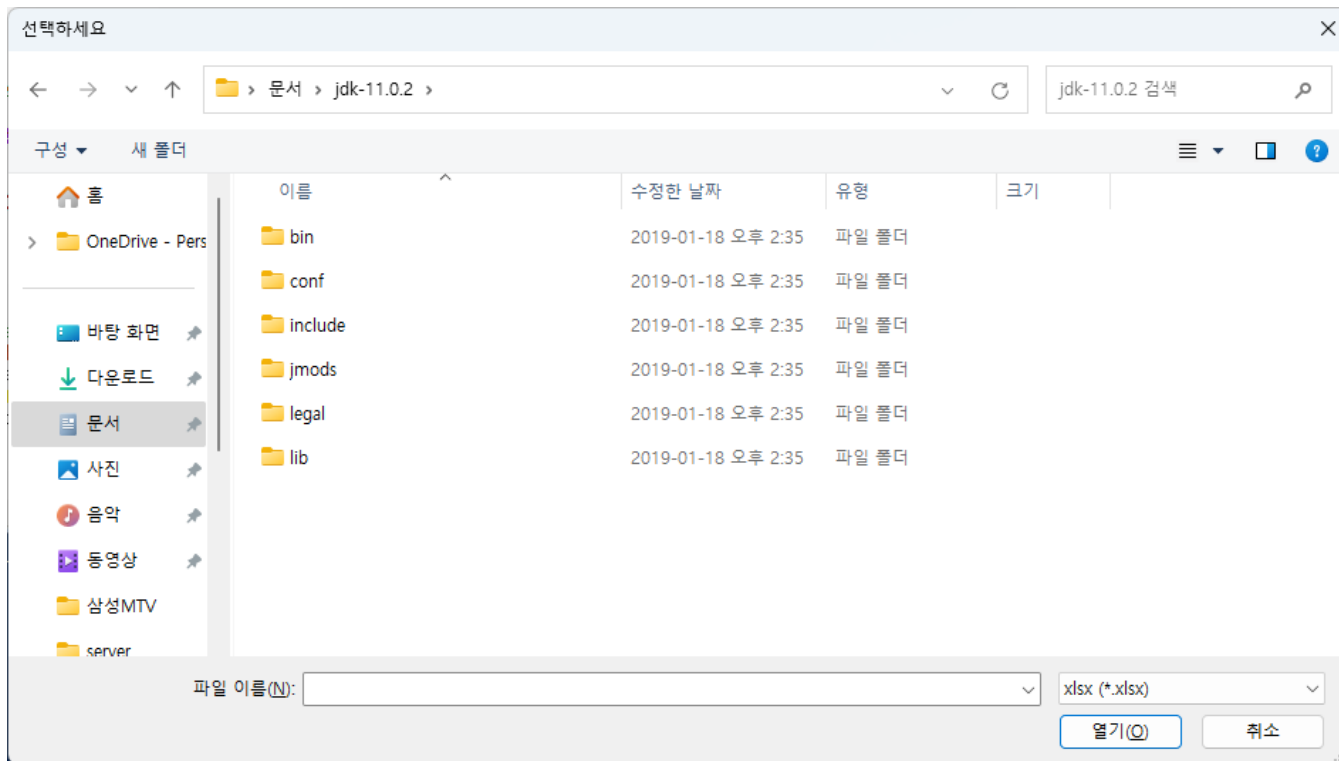 선택하세요
문서 > jdk-11.0.2 >
jdk-11.0.2 검색
구성
새 폴더
홈
OneDrive - Pers
바탕 화면
다운로드
문서
사진
음악
동영상
삼성MTV
server
이름 수정한 날짜 유형 크기
bin 2019-01-18 오후 2:35 파일 폴더
conf 2019-01-18 오후 2:35 파일 폴더
include 2019-01-18 오후 2:35 파일 폴더
jmods 2019-01-18 오후 2:35 파일 폴더
legal 2019-01-18 오후 2:35 파일 폴더
lib 2019-01-18 오후 2:35 파일 폴더
파일 이름(N):
xlsx (*.xlsx)
열기(O)
취소